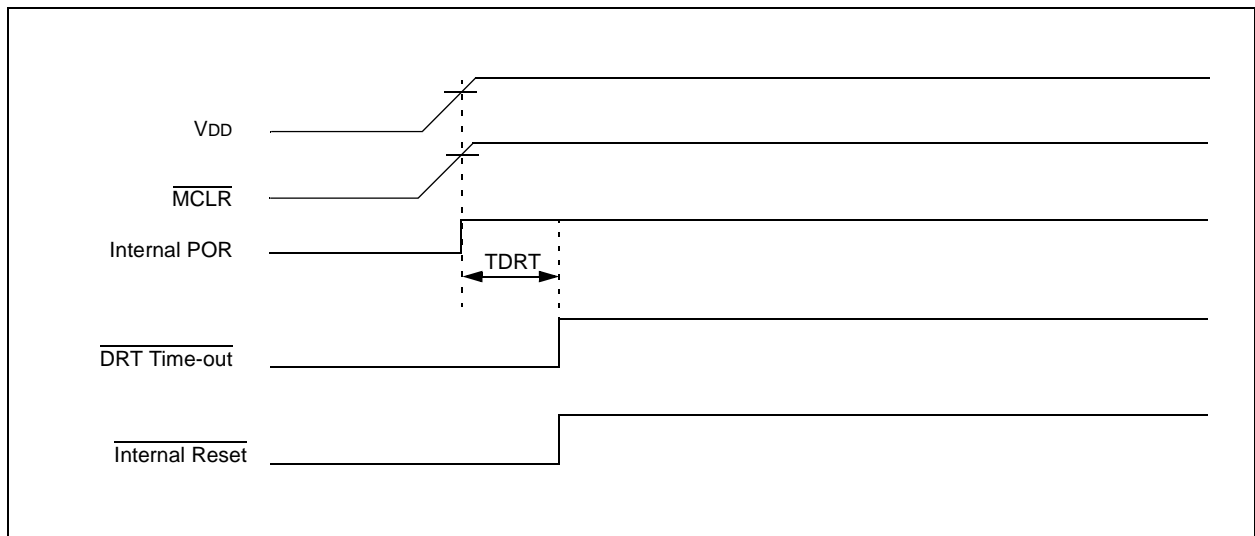 VDD
MCLR
Internal POR
TDRT
DRT Time-out
Internal Reset